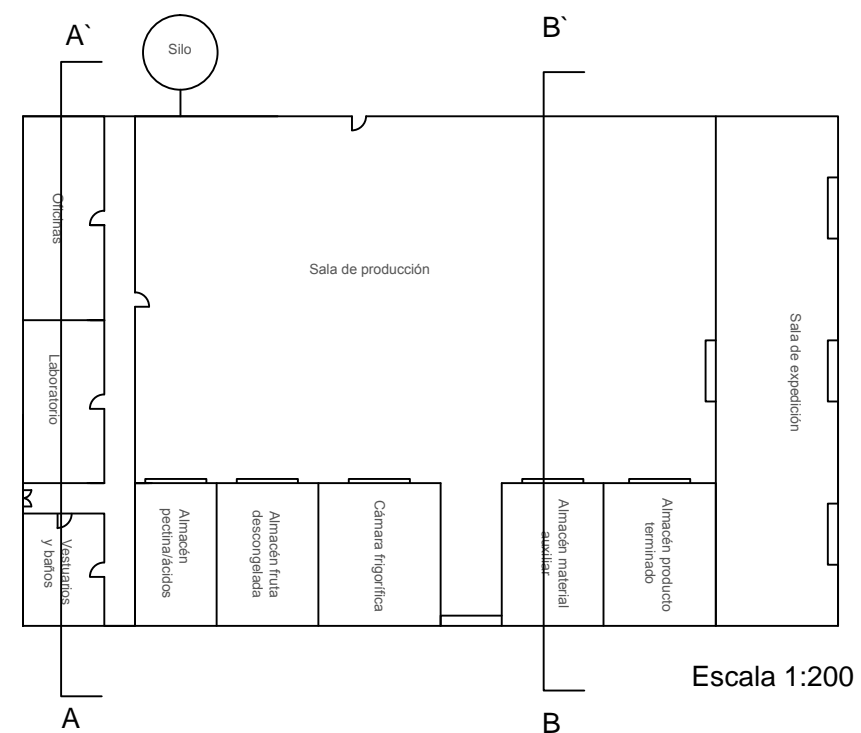 A`
B`
Silo
Oficinas
Sala de producción
Sala de expedición
Laboratorio
Vestuarios
y baños
Almacén
pectina/ácidos
Almacén fruta
descongelada
Cámara frigorífica
Almacén material
auxiliar
Almacén producto
terminado
Escala 1:200
A
B